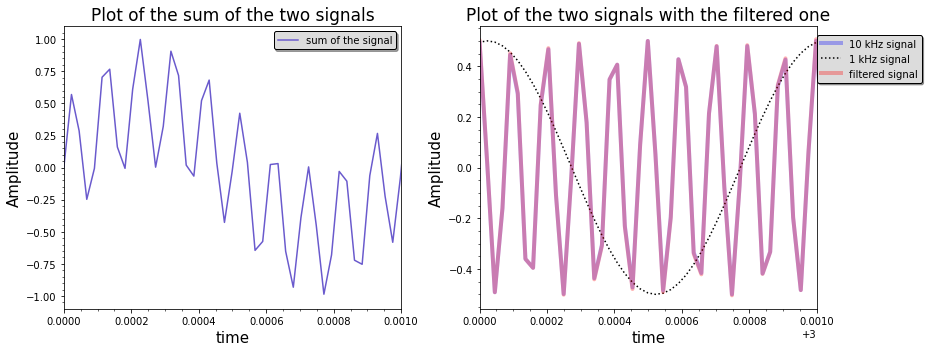 Plot of the sum of the two signals
sum of the signal
Amplitude
1.00
0.75
0.50
0.25
0.00
−0.25
−0.50
−0.75
−1.00
0.0000 0.0002 0.0004 0.0006 0.0008 0.0010
time
Plot of the two signals with the filtered one
10 kHz signal
1 kHz signal
filtered signal
Amplitude
0.4
0.2
0.0
−0.2
−0.4
0.0000 0.0002 0.0004 0.0006 0.0008 0.0010
+3
time